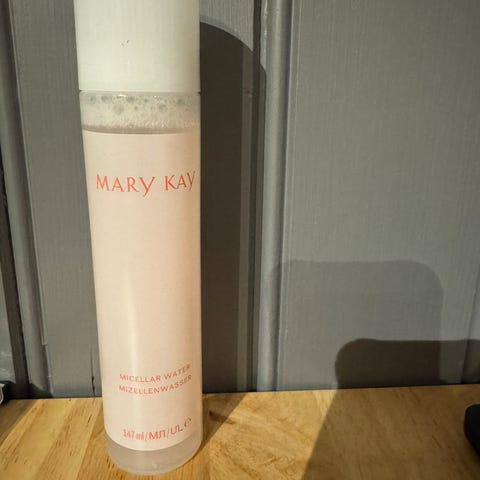 MARY KAY
MICELLAR WATER
MIZELLENWASSER
147 ml/МЛ/UL ℮